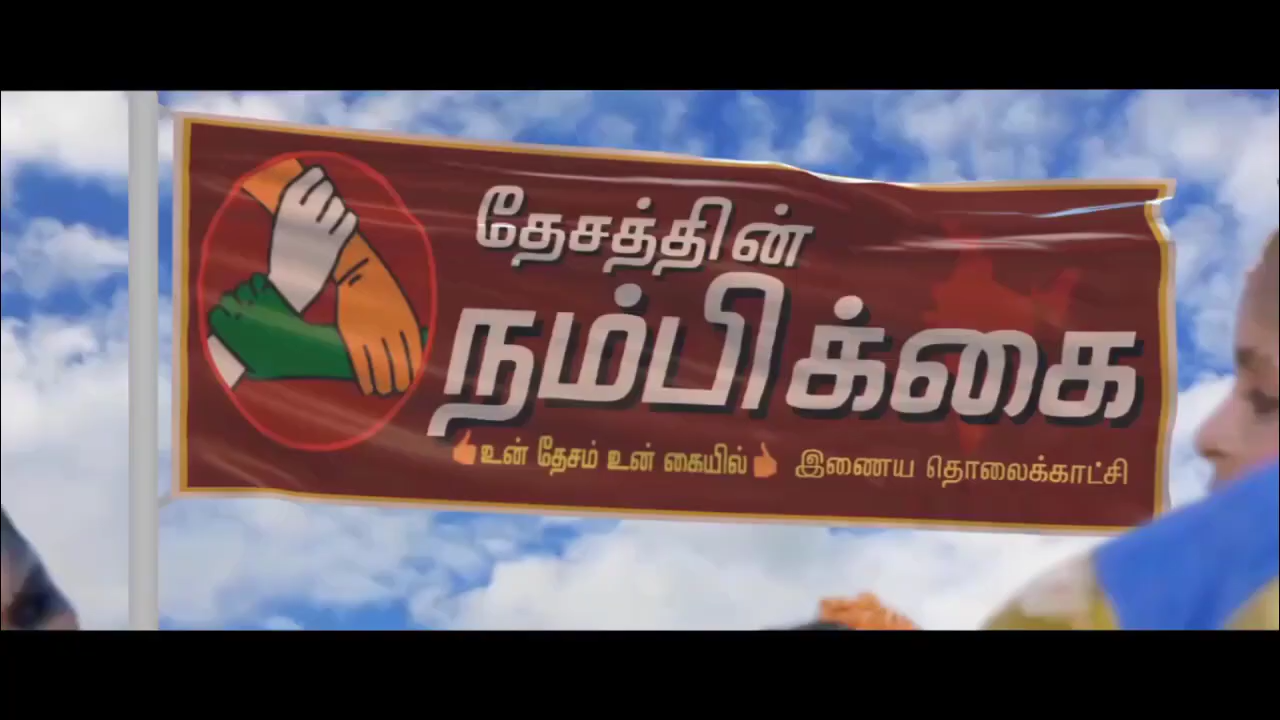 தேசத்தின்
நம்பிக்கை
உன் தேசம் உன் கையில் இணைய தொலைக்காட்சி